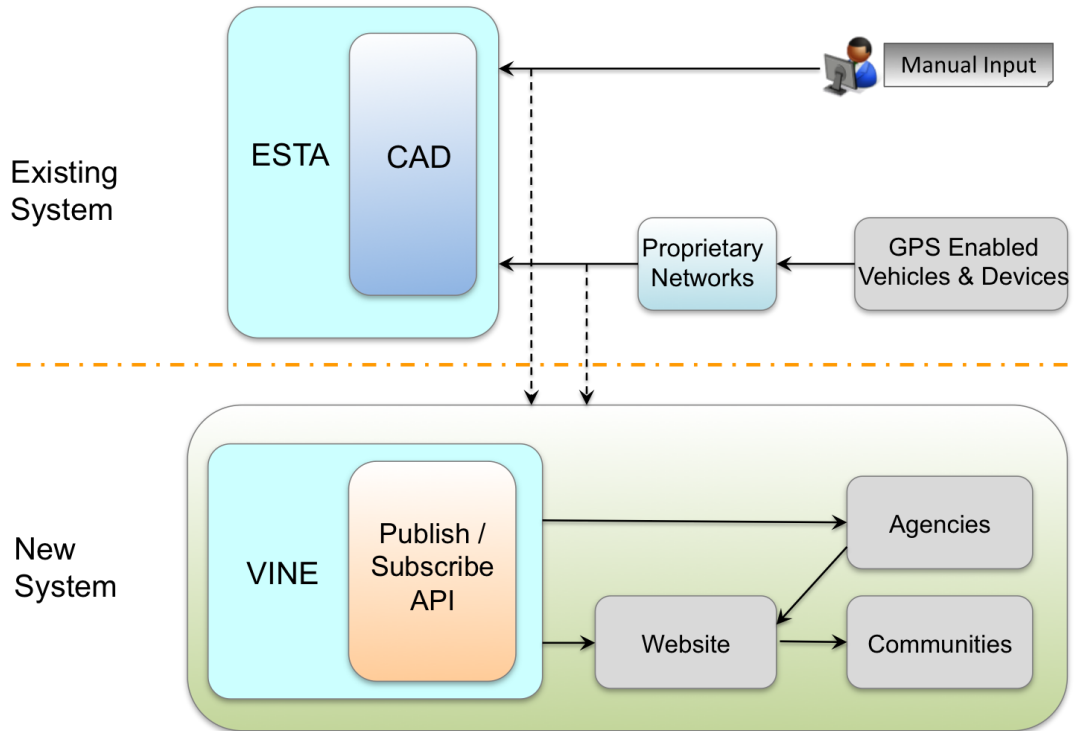 Manual Input
ESTA
CAD
Existing
System
Proprietary
Networks
GPS Enabled
Vehicles & Devices
New
System
VINE
Publish /
Subscribe
API
Agencies
Website
Communities